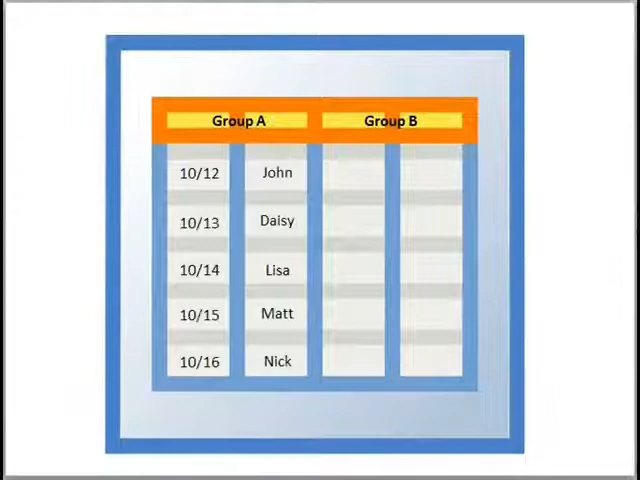 Group A Group B
10/12 John
10/13 Daisy
10/14 Lisa
10/15 Matt
10/16 Nick